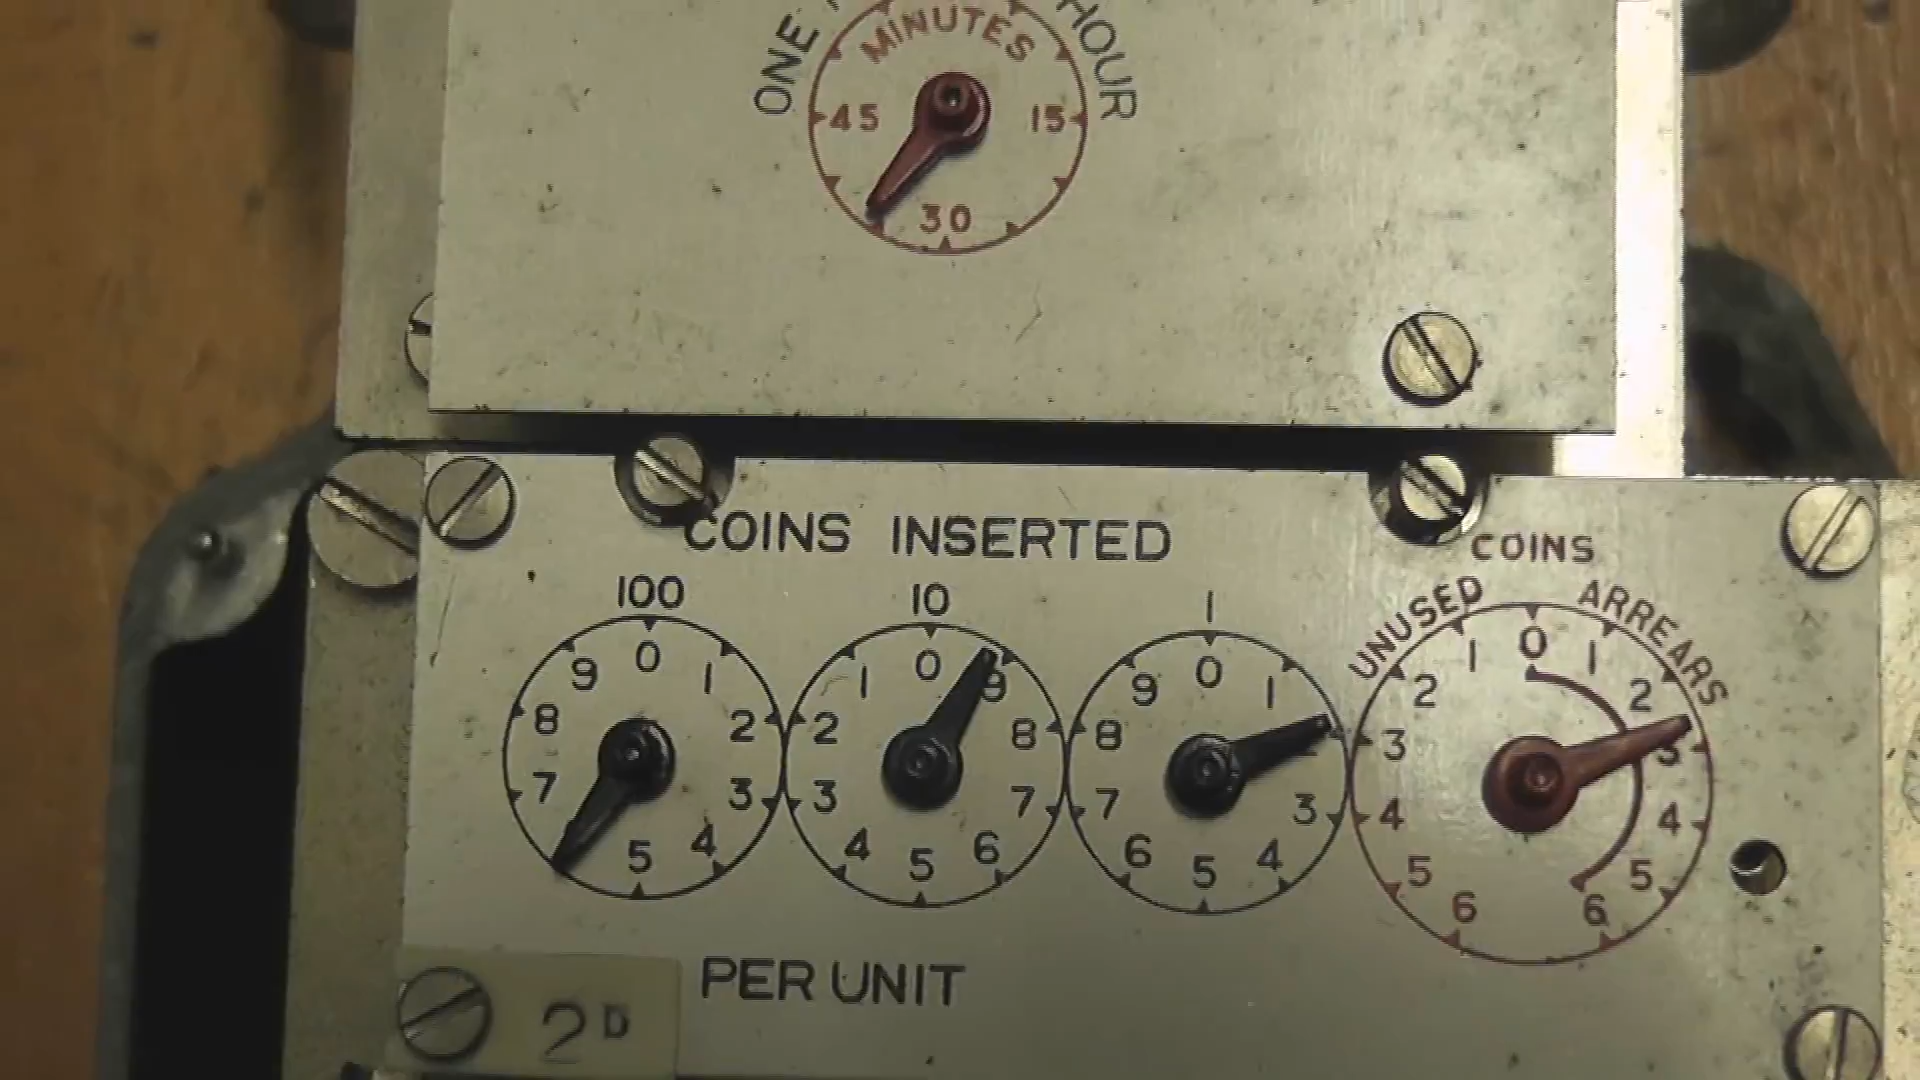 ONE HOUR
MINUTES
45 15
30
COINS INSERTED
COINS
UNUSED ARREARS
100 10 1
0 1 2 3 4 5 7 8 9
0 1 2 3 4 5 6 7 8 9
0 1 3 4 5 6 7 8 9
6 5 4 3 2 1 0 1 2 3 4 5 6
PER UNIT
2D